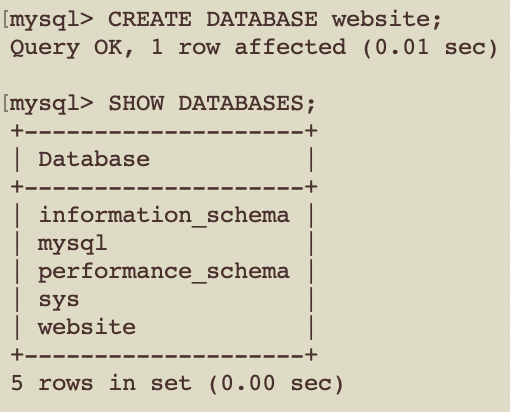 [mysql> CREATE DATABASE website;
Query OK, 1 row affected (0.01 sec)

[mysql> SHOW DATABASES;
+--------------------+
| Database           |
+--------------------+
| information_schema |
| mysql              |
| performance_schema |
| sys                |
| website            |
+--------------------+
5 rows in set (0.00 sec)